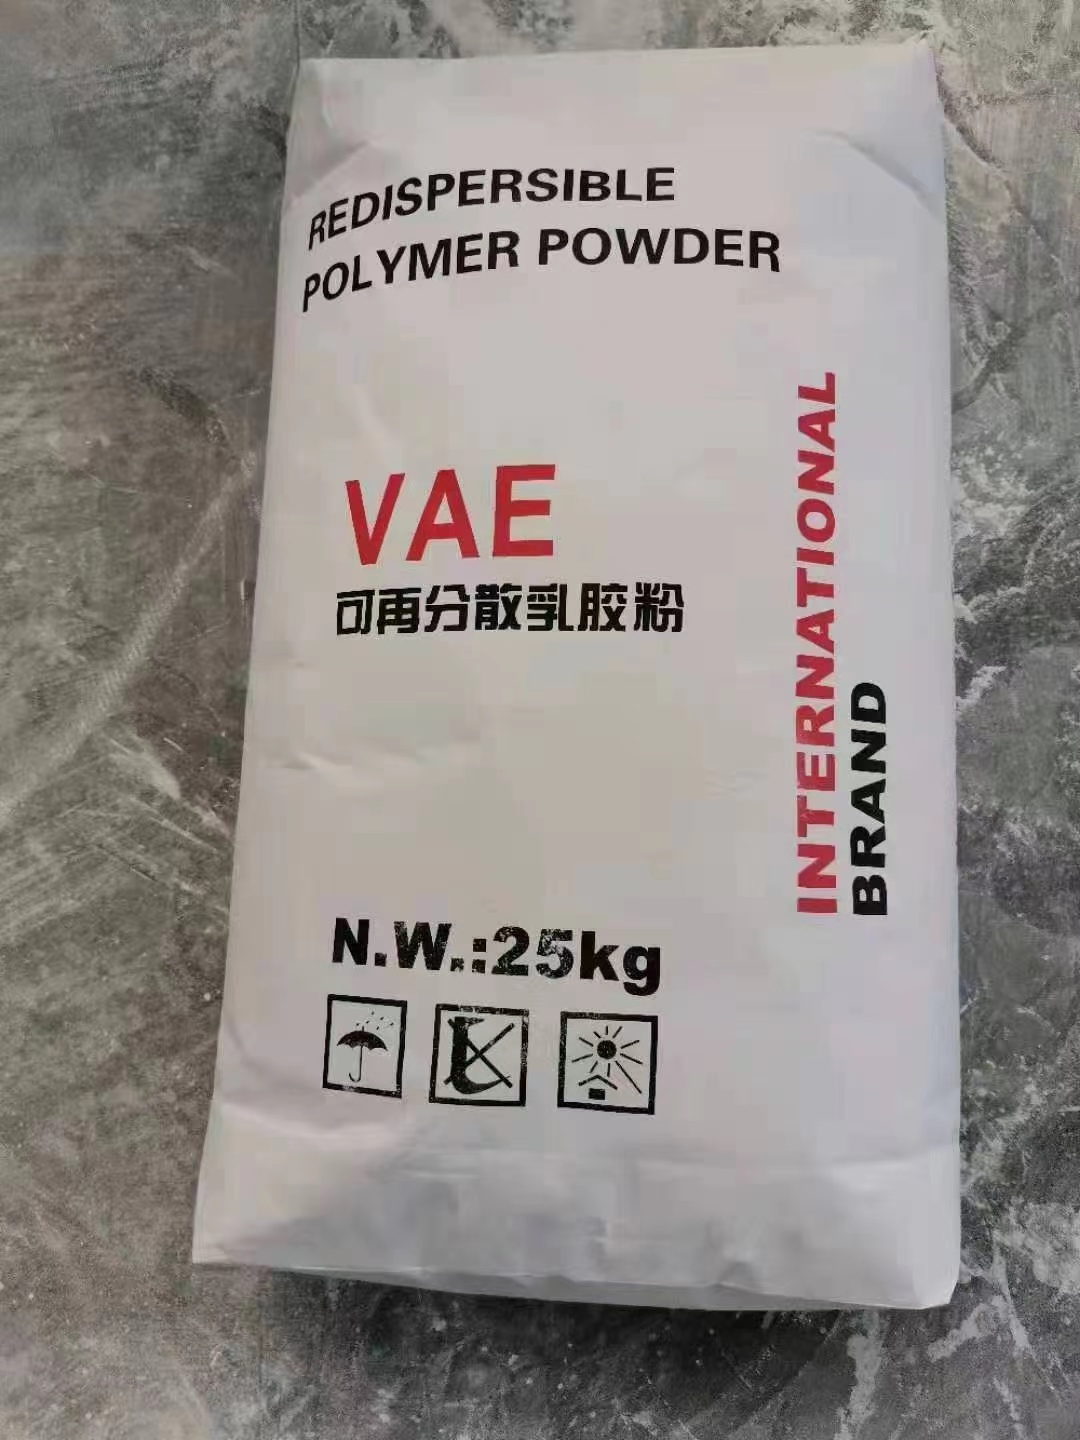 REDISPERSIBLE
POLYMER POWDER
VAE
可再分散乳胶粉
INTERNATIONAL
BRAND
N.W.:25kg